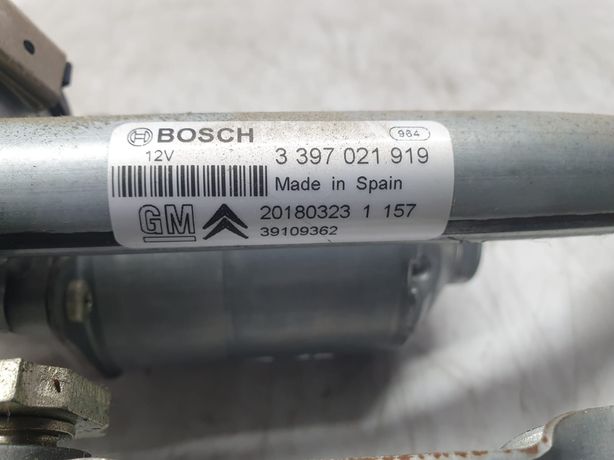 BOSCH 984
12V 3 397 021 919
Made in Spain
GM 20180323 1 157
39109362